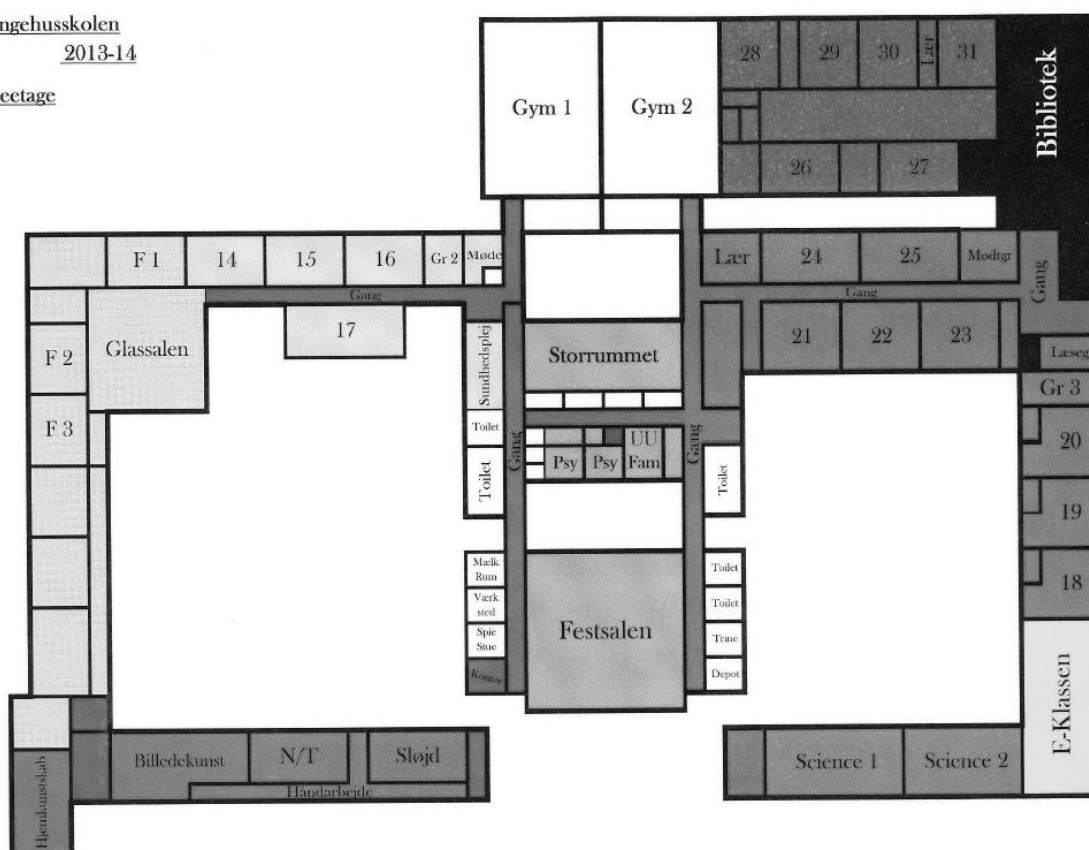 ngehusskolen
2013-14
eetage
Gym 1
Gym 2
28
29
30
Lær
31
Bibliotek
26
27
F 1
14
15
16
Gr 2
Møde
Lær
24
25
Modtgr
Gang
Gang
Gang
17
Glassalen
F 2
F 3
Sundhedsplej
Storrummet
21
22
23
Læseg
Gr 3
20
19
18
Toilet
Toilet
Gang
Psy
Psy
UU
Fam
Gang
Toilet
Mælk
Rum
Værk
sted
Spie
Stue
Kontor
Festsalen
Toilet
Toilet
Trine
Depot
E-Klassen
Billedekunst
N/T
Sløjd
Håndarbejde
Hjemkunstskab
Science 1
Science 2